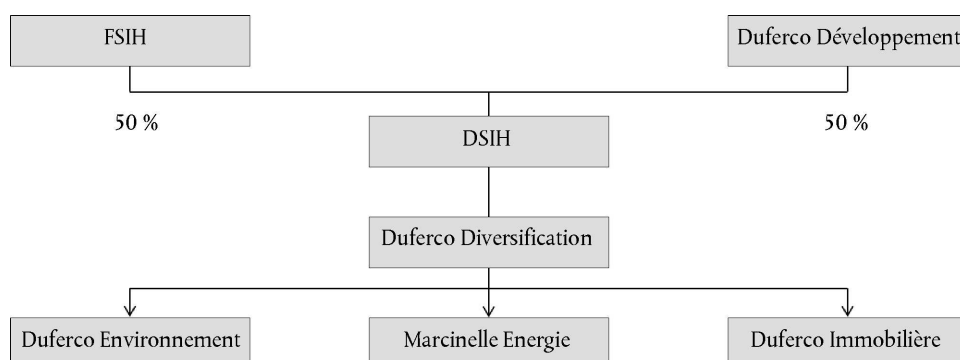 FSIH
Duferco Développement
50 %
50 %
DSIH
Duferco Diversification
Duferco Environnement
Marcinelle Energie
Duferco Immobilière